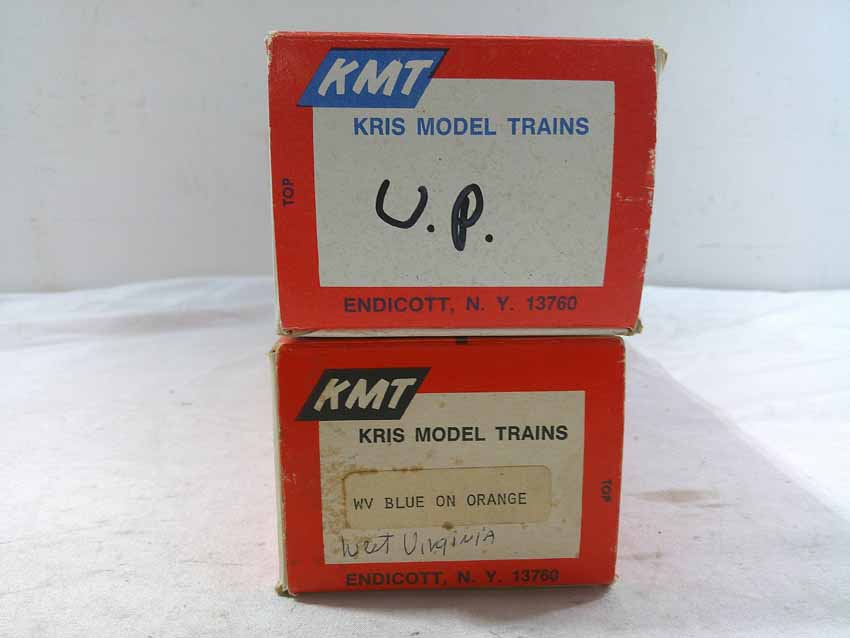 KMT
KRIS MODEL TRAINS
TOP
U.P.
ENDICOTT, N. Y. 13760
KMT
KRIS MODEL TRAINS
WV BLUE ON ORANGE
TOP
West Virginia
ENDICOTT, N. Y. 13760